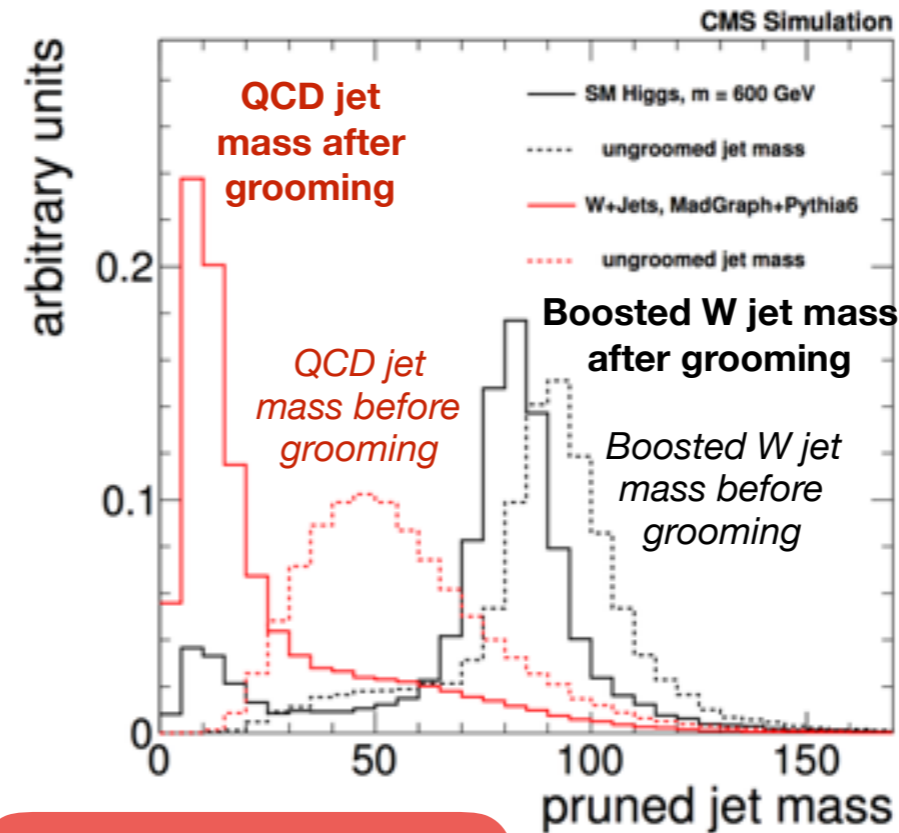 CMS Simulation
arbitrary units
QCD jet
mass after
grooming
SM Higgs, m = 600 GeV
ungroomed jet mass
W+Jets, MadGraph+Pythia6
ungroomed jet mass
0.2
Boosted W jet mass
after grooming
QCD jet
mass before
grooming
Boosted W jet
mass before
grooming
0.1
0
0 50 100 150
pruned jet mass